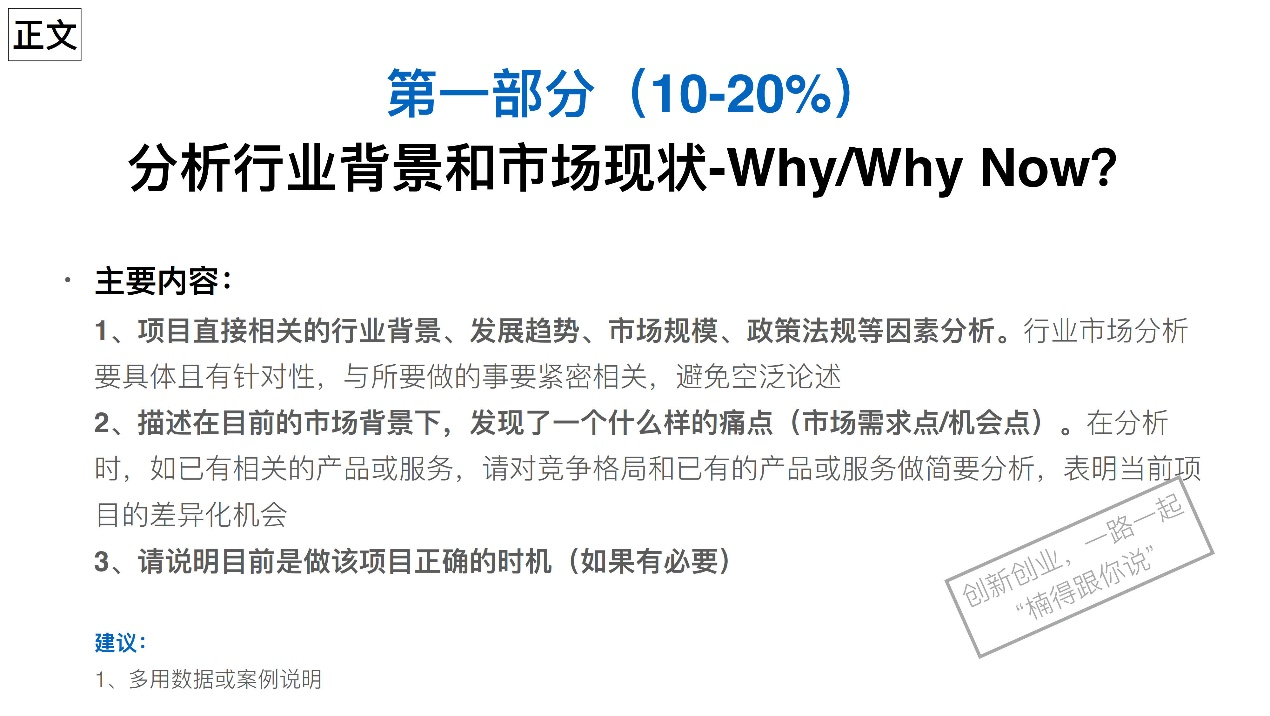 正文
第一部分（10-20%）
分析行业背景和市场现状-Why/Why Now?
· 主要内容：
1、项目直接相关的行业背景、发展趋势、市场规模、政策法规等因素分析。行业市场分析
要具体且有针对性，与所要做的事要紧密相关，避免空泛论述
2、描述在目前的市场背景下，发现了一个什么样的痛点（市场需求点/机会点）。在分析
时，如已有相关的产品或服务，请对竞争格局和已有的产品或服务做简要分析，表明当前项
目的差异化机会
3、请说明目前是做该项目正确的时机（如果有必要）
创新创业，一路一起
“楠得跟你说”
建议：
1、多用数据或案例说明